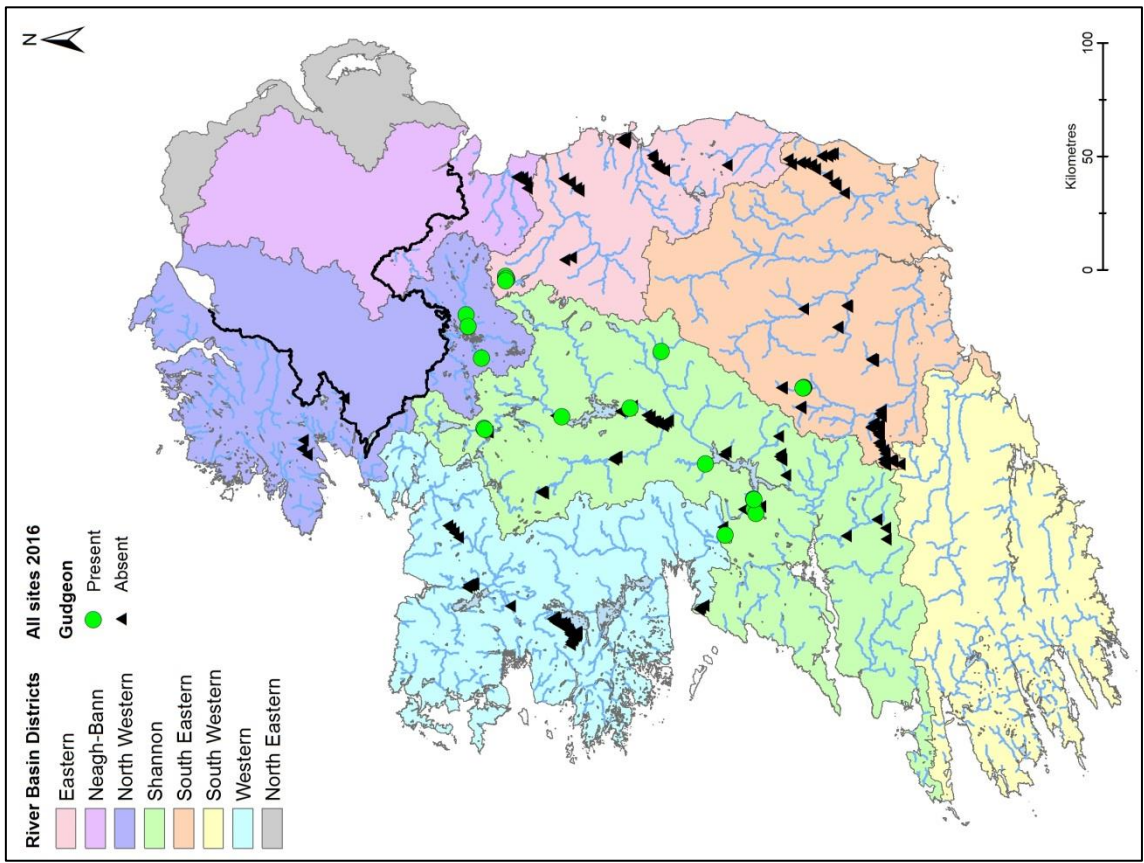 River Basin Districts
Eastern
Neagh-Bann
North Western
Shannon
South Eastern
South Western
Western
North Eastern
All sites 2016
Gudgeon
Present
Absent
N
0 50 100
Kilometres